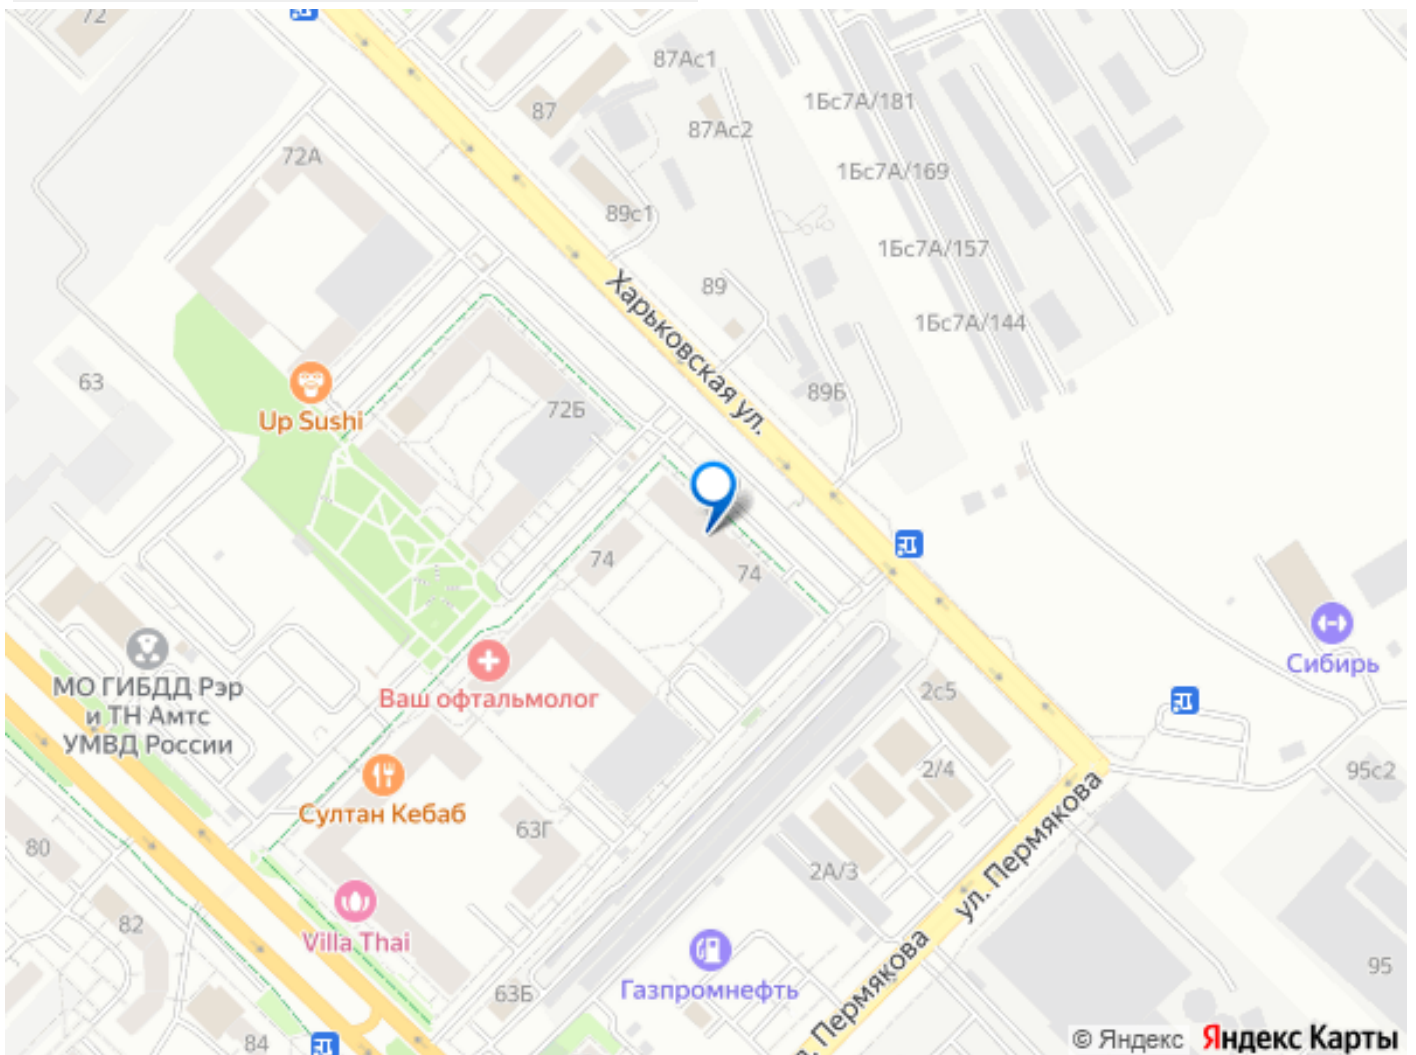 72
87Ас1
87
1Бс7А/181
87Ас2
72А
1Бс7А/169
89с1
1Бс7А/157
89
Харьковская ул.
1Бс7А/144
63
89Б
72Б
Up Sushi
74
74
Сибирь
МО ГИБДД Рэр
и ТН Амтс
УМВД России
Ваш офтальмолог
2с5
2/4
95с2
Султан Кебаб
63Г
ул. Пермякова
80
2А/3
82
Villa Thai
95
Газпромнефть
63Б
л. Пермякова
84
© Яндекс Яндекс Карты